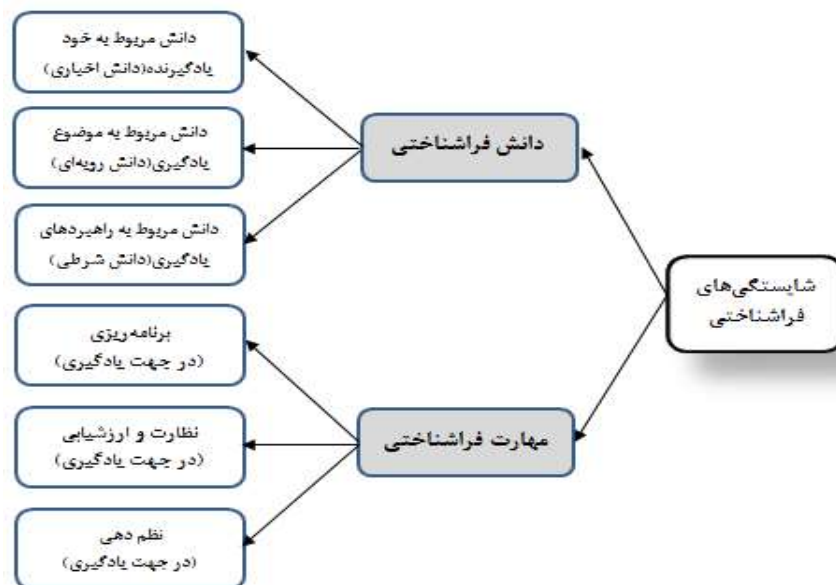 شایستگی‌های
فراشناختی
دانش فراشناختی
دانش مربوط به خود
یادگیرنده(دانش اخباری)
دانش مربوط به موضوع
یادگیری(دانش رویه‌ای)
دانش مربوط به راهبردهای
یادگیری(دانش شرطی)
مهارت فراشناختی
برنامه‌ریزی
(در جهت یادگیری)
نظارت و ارزشیابی
(در جهت یادگیری)
نظم دهی
(در جهت یادگیری)